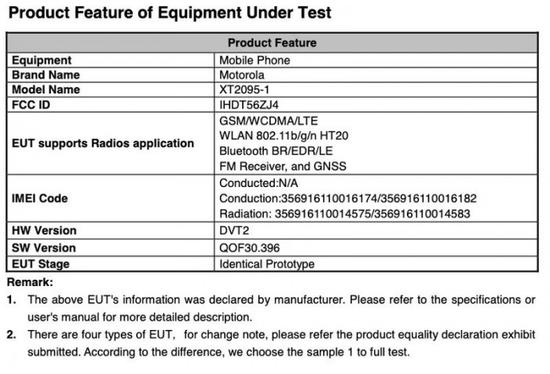 Product Feature of Equipment Under Test
Product Feature
Equipment Mobile Phone
Brand Name Motorola
Model Name XT2095-1
FCC ID IHDT56ZJ4
EUT supports Radios application GSM/WCDMA/LTE
WLAN 802.11b/g/n HT20
Bluetooth BR/EDR/LE
FM Receiver, and GNSS
IMEI Code Conducted:N/A
Conduction:356916110016174/356916110016182
Radiation: 356916110014575/356916110014583
HW Version DVT2
SW Version QOF30.396
EUT Stage Identical Prototype
Remark:
1. The above EUT's information was declared by manufacturer. Please refer to the specifications or
user's manual for more detailed description.
2. There are four types of EUT, for change note, please refer the product equality declaration exhibit
submitted. According to the difference, we choose the sample 1 to full test.